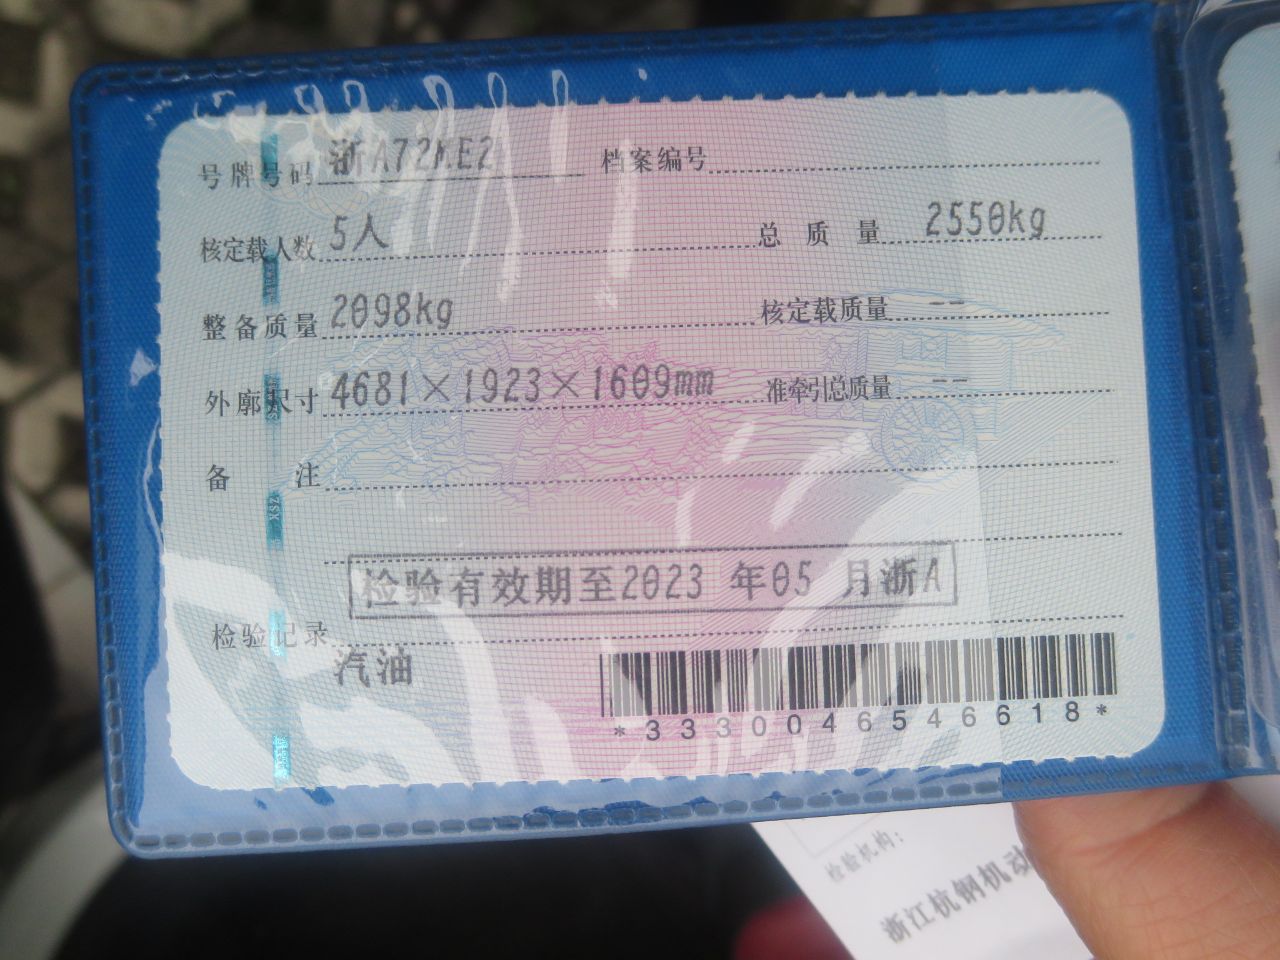 号牌号码 浙A72KE2 档案编号
核定载人数 5人 总质量 2550kg
整备质量 2098kg 核定载质量 --
外廓尺寸 4681×1923×1609mm 准牵引总质量 --
备注
检验有效期至2023 年05 月浙A
检验记录
汽油
*3330046546618*
检验机构:
浙江杭钢机动